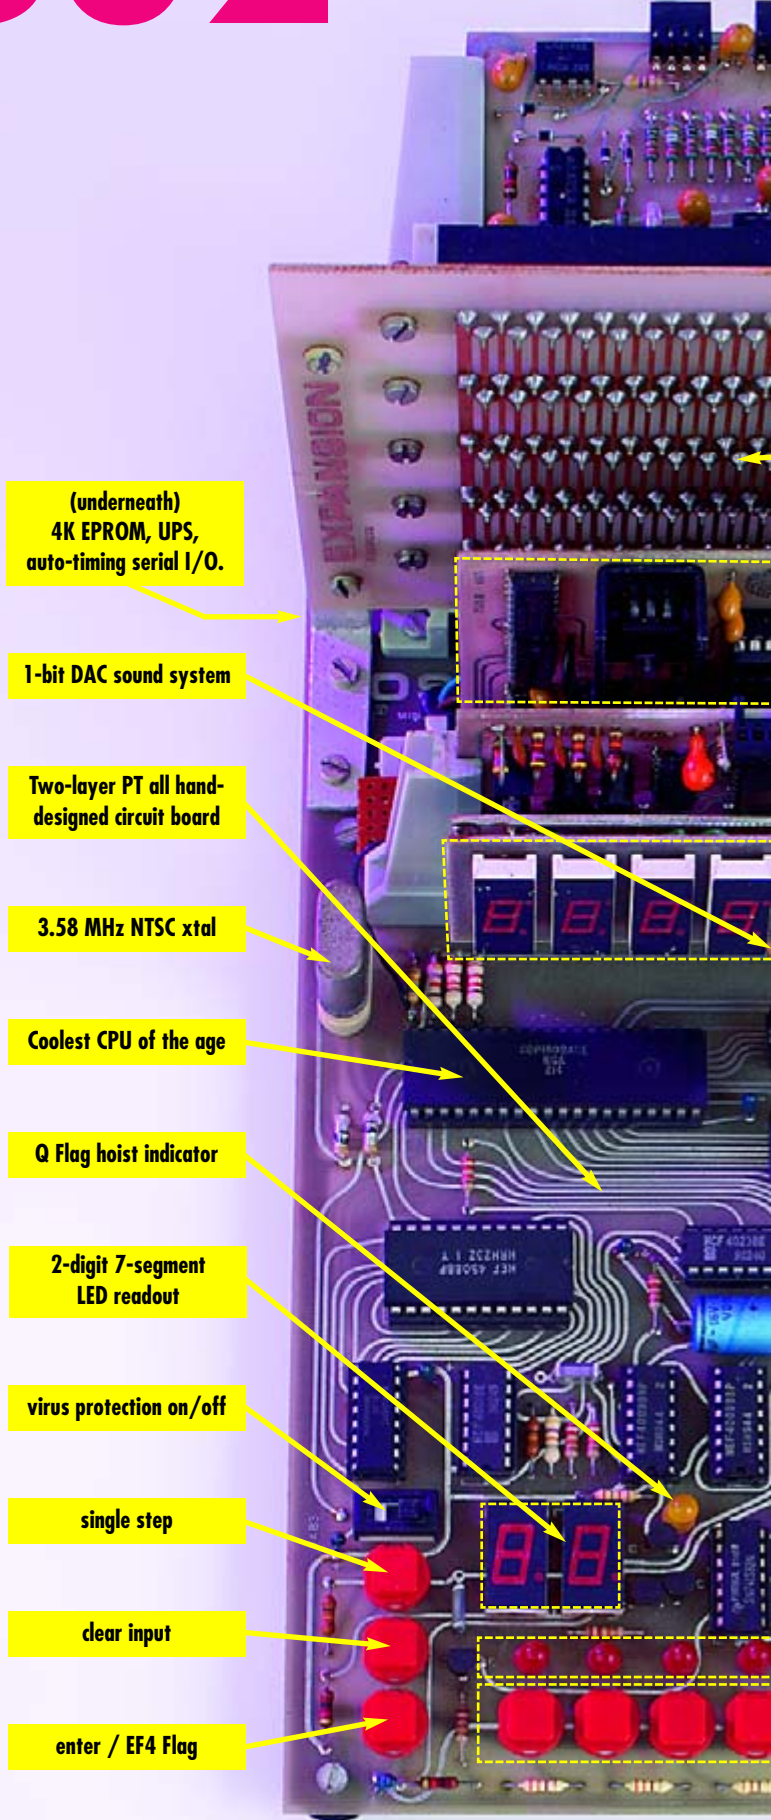 802
EXPANSION
(underneath)
4K EPROM, UPS,
auto-timing serial I/O.
1-bit DAC sound system
Two-layer PT all hand-
designed circuit board
3.58 MHz NTSC xtal
Coolest CPU of the age
Q Flag hoist indicator
2-digit 7-segment
LED readout
virus protection on/off
single step
clear input
enter / EF4 Flag